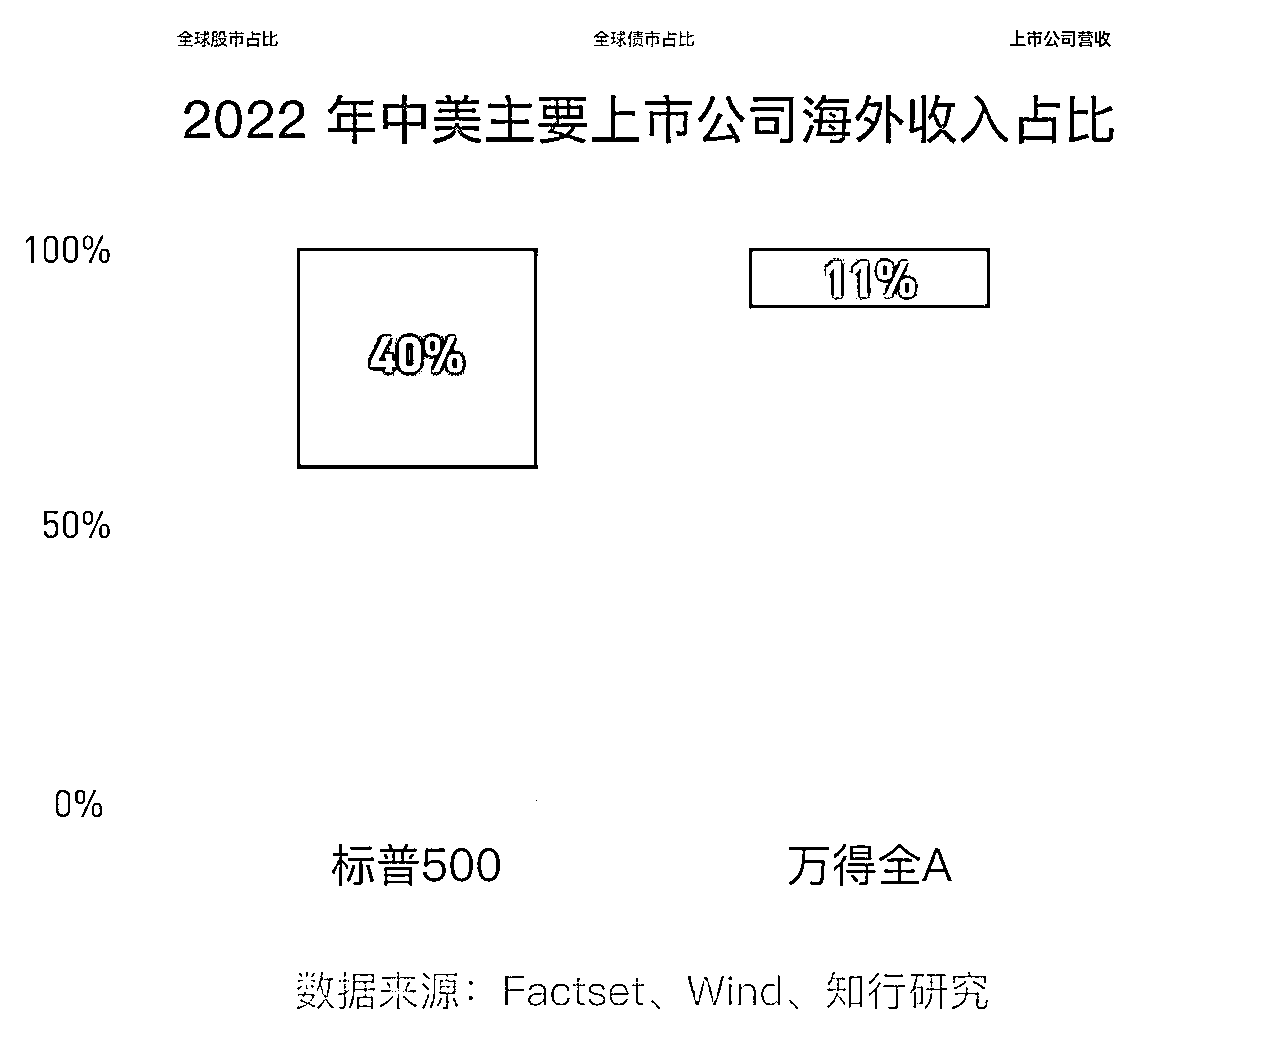 全球股市占比 全球债市占比 上市公司营收
2022 年中美主要上市公司海外收入占比
100%
40%
11%
50%
0%
标普500 万得全A
数据来源：Factset、Wind、知行研究